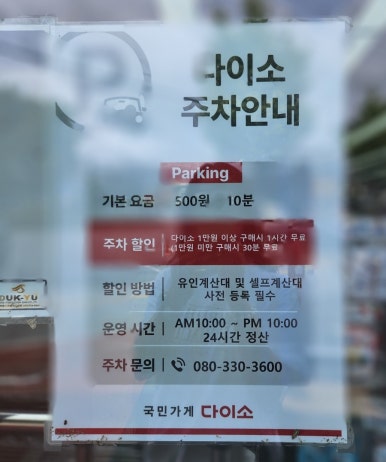 다이소
주차안내
Parking
기본 요금 500원 10분
주차 할인 다이소 1만원 이상 구매시 1시간 무료
(1만원 미만 구매시 30분 무료
할인 방법 유인계산대 및 셀프계산대
사전 등록 필수
운영 시간 AM10:00 ~ PM 10:00
24시간 정산
주차 문의 080-330-3600
국민가게 다이소
DUK-YU